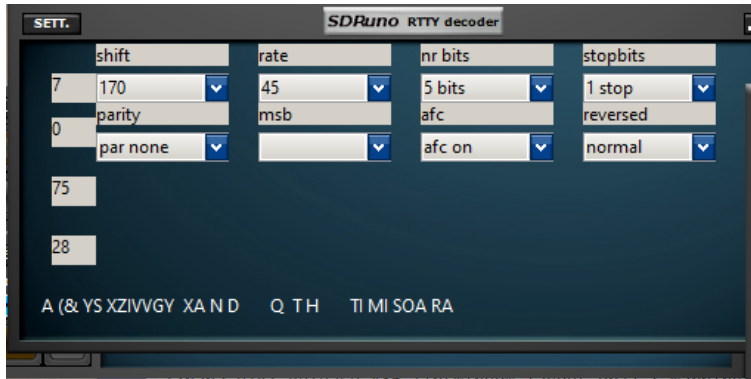 SETT. SDRuno RTTY decoder
shift rate nr bits stopbits
7 170 45 5 bits 1 stop
parity msb afc reversed
0 par none afc on normal
75
28
A (& YS XZIVVGY XA N D Q T H TI MI SOA RA